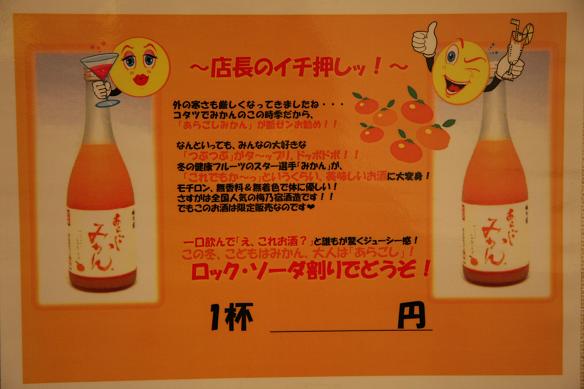 ～店長のイチ押しッ！～
外の寒さも厳しくなってきましたね・・・
コタツでみかんのこの時季だから、
「あらごしみかん」が断ゼンお勧め！！
なんといっても、みんなの大好きな
「つぶつぶ」がタ～ップリ、ドッボドボ！！
冬の健康フルーツのスター選手「みかん」が、
「これでもか～っ」というくらい、美味しいお酒に大変身！
モチロン、無香料＆無着色で体に優しい！
さすがは全国人気の梅乃宿酒造です！！
でもこのお酒は限定販売なのです❤
一口飲んで「え、これお酒？」と誰もが驚くジューシー感！
この冬、こどもはみかん、大人は「あらごし」！
ロック・ソーダ割りでどうぞ！
1杯 円
あらごし
みかん
あらごし
みかん